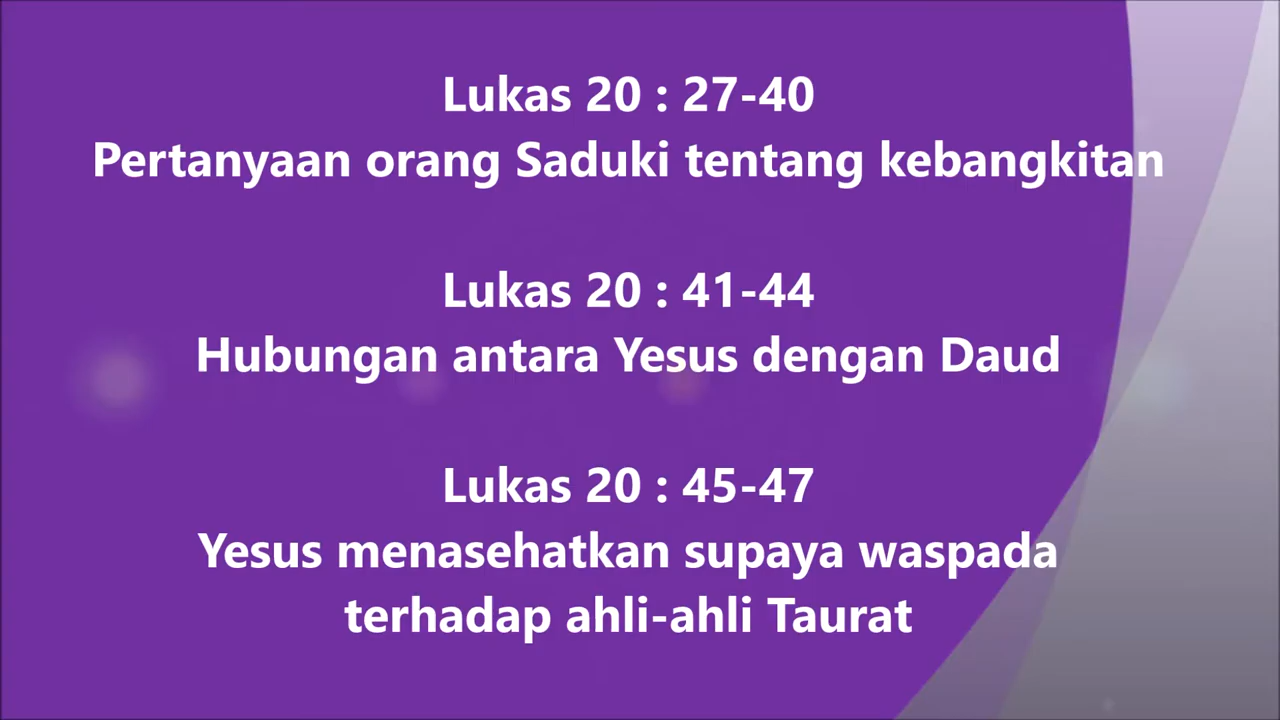 Lukas 20 : 27-40
Pertanyaan orang Saduki tentang kebangkitan
Lukas 20 : 41-44
Hubungan antara Yesus dengan Daud
Lukas 20 : 45-47
Yesus menasehatkan supaya waspada
terhadap ahli-ahli Taurat